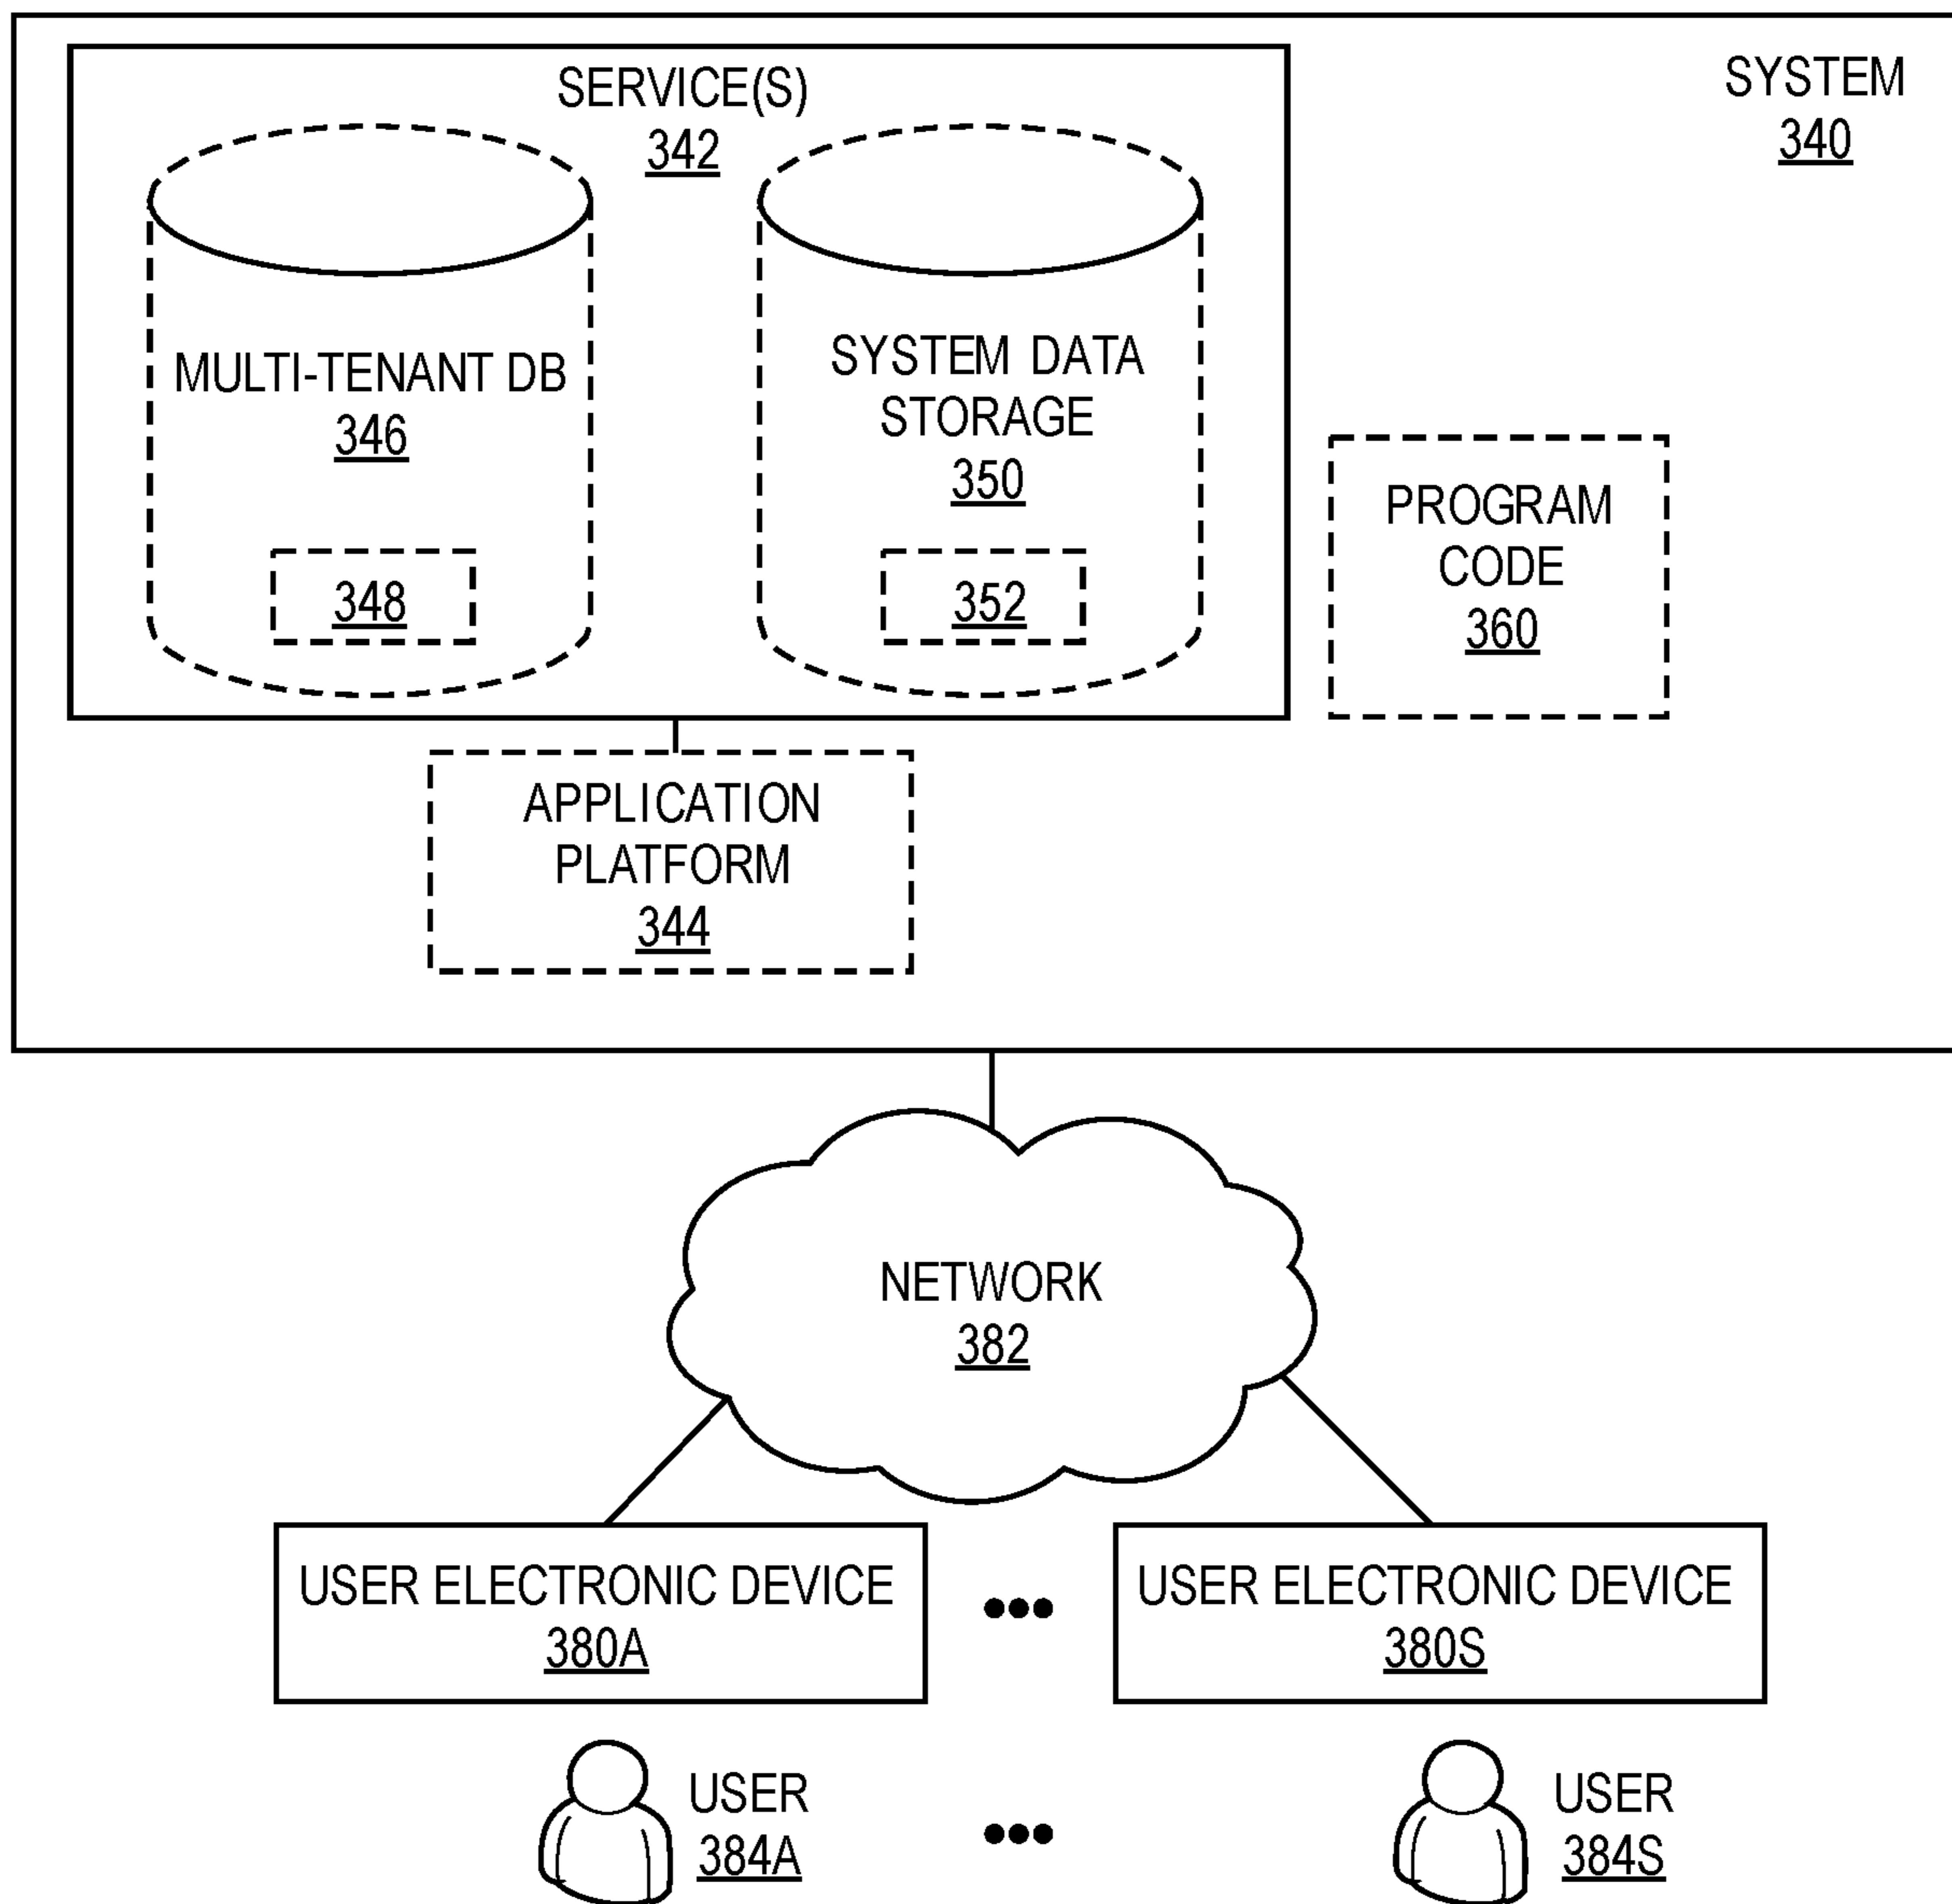 SERVICE(S)
342
SYSTEM
340
MULTI-TENANT DB
346
348
SYSTEM DATA
STORAGE
350
352
PROGRAM
CODE
360
APPLICATION
PLATFORM
344
NETWORK
382
USER ELECTRONIC DEVICE
380A
USER ELECTRONIC DEVICE
380S
USER
384A
USER
384S